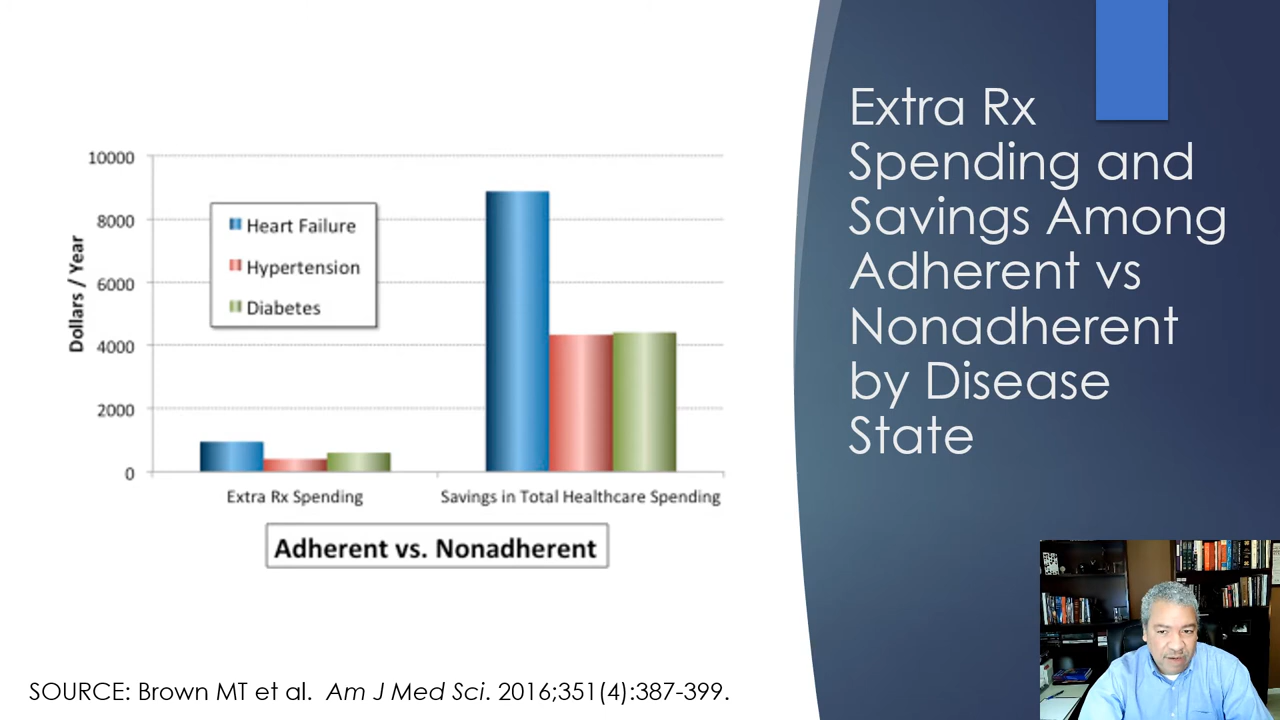 Extra Rx
Spending and
Savings Among
Adherent vs
Nonadherent
by Disease
State
10000
8000
6000
4000
2000
0
Dollars / Year
Heart Failure
Hypertension
Diabetes
Extra Rx Spending
Savings in Total Healthcare Spending
Adherent vs. Nonadherent
SOURCE: Brown MT et al. Am J Med Sci. 2016;351(4):387-399.